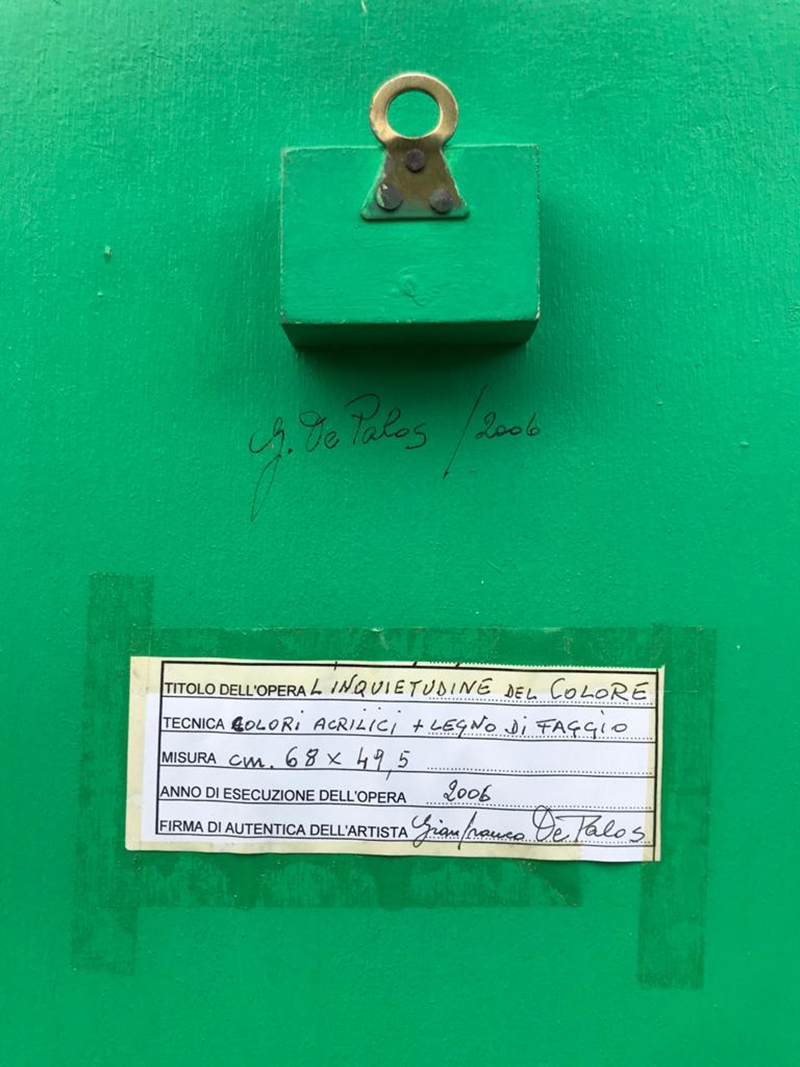 G. De Palos /2006
TITOLO DELL'OPERA L INQUIETUDINE DEL COLORE
TECNICA COLORI ACRILICI + LEGNO DI FAGGIO
MISURA cm. 68 x 49,5
ANNO DI ESECUZIONE DELL'OPERA 2006
FIRMA DI AUTENTICA DELL'ARTISTA Gianfranco De Palos